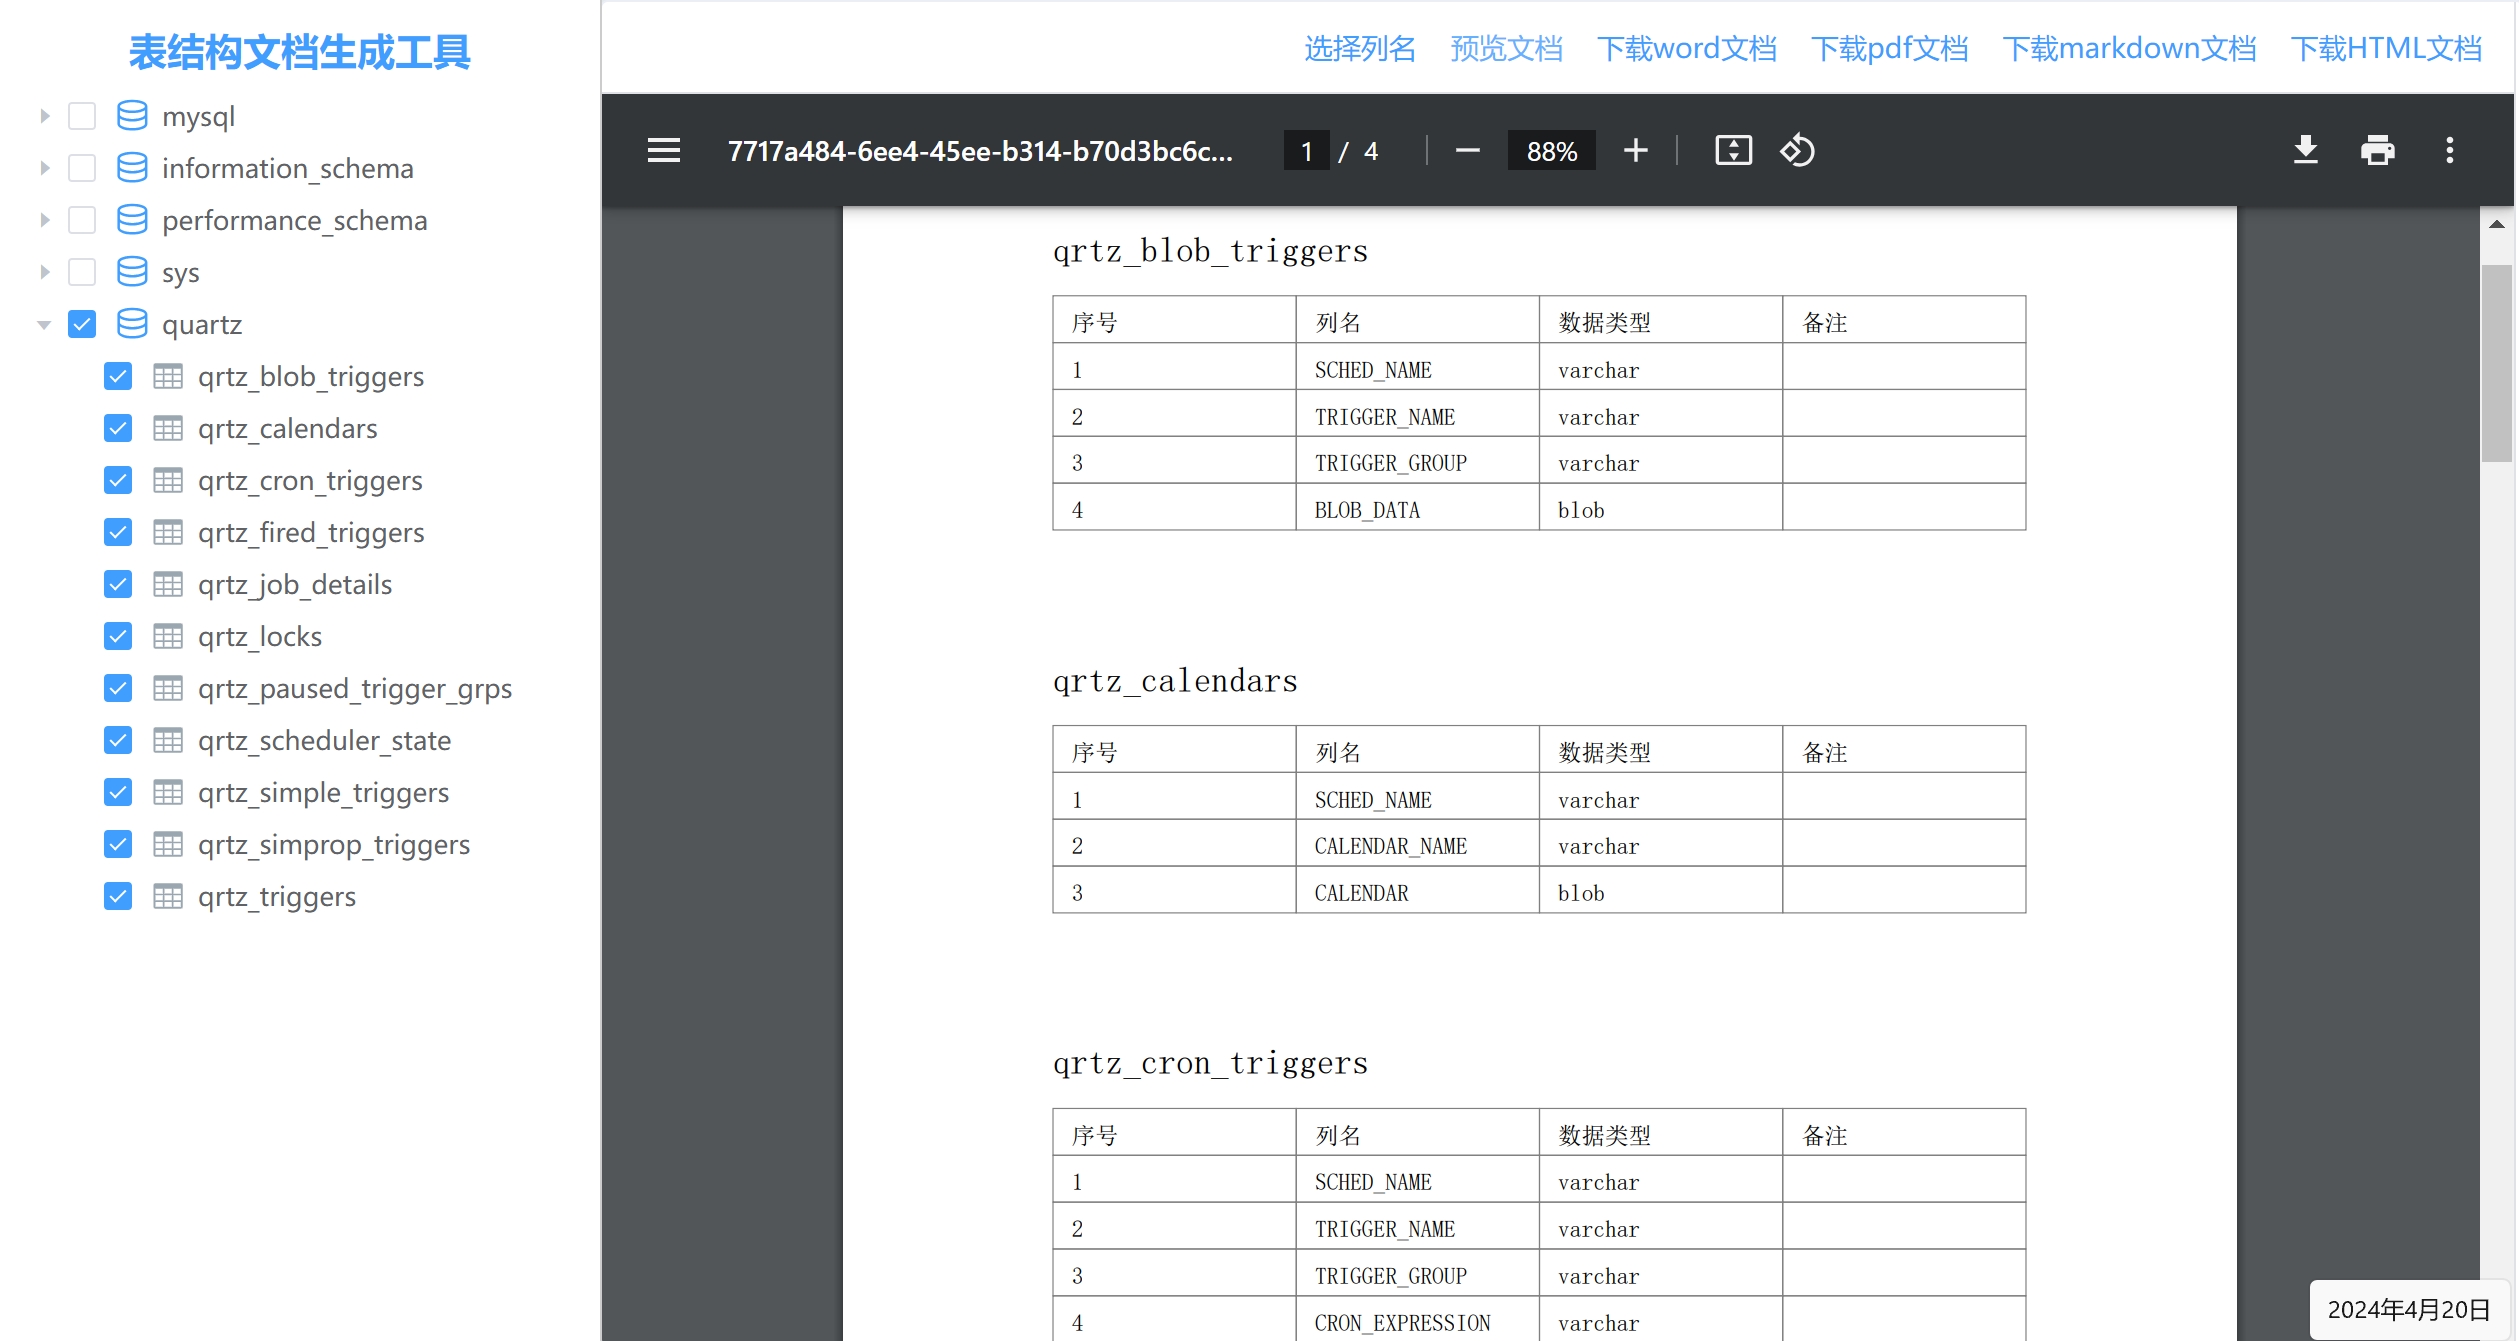 表结构文档生成工具
mysql
information_schema
performance_schema
sys
quartz
qrtz_blob_triggers
qrtz_calendars
qrtz_cron_triggers
qrtz_fired_triggers
qrtz_job_details
qrtz_locks
qrtz_paused_trigger_grps
qrtz_scheduler_state
qrtz_simple_triggers
qrtz_simprop_triggers
qrtz_triggers
选择列名 预览文档 下载word文档 下载pdf文档 下载markdown文档 下载HTML文档
7717a484-6ee4-45ee-b314-b70d3bc6c... 1 / 4 88%
qrtz_blob_triggers
序号 列名 数据类型 备注
1 SCHED_NAME varchar
2 TRIGGER_NAME varchar
3 TRIGGER_GROUP varchar
4 BLOB_DATA blob
qrtz_calendars
序号 列名 数据类型 备注
1 SCHED_NAME varchar
2 CALENDAR_NAME varchar
3 CALENDAR blob
qrtz_cron_triggers
序号 列名 数据类型 备注
1 SCHED_NAME varchar
2 TRIGGER_NAME varchar
3 TRIGGER_GROUP varchar
4 CRON_EXPRESSION varchar
2024年4月20日